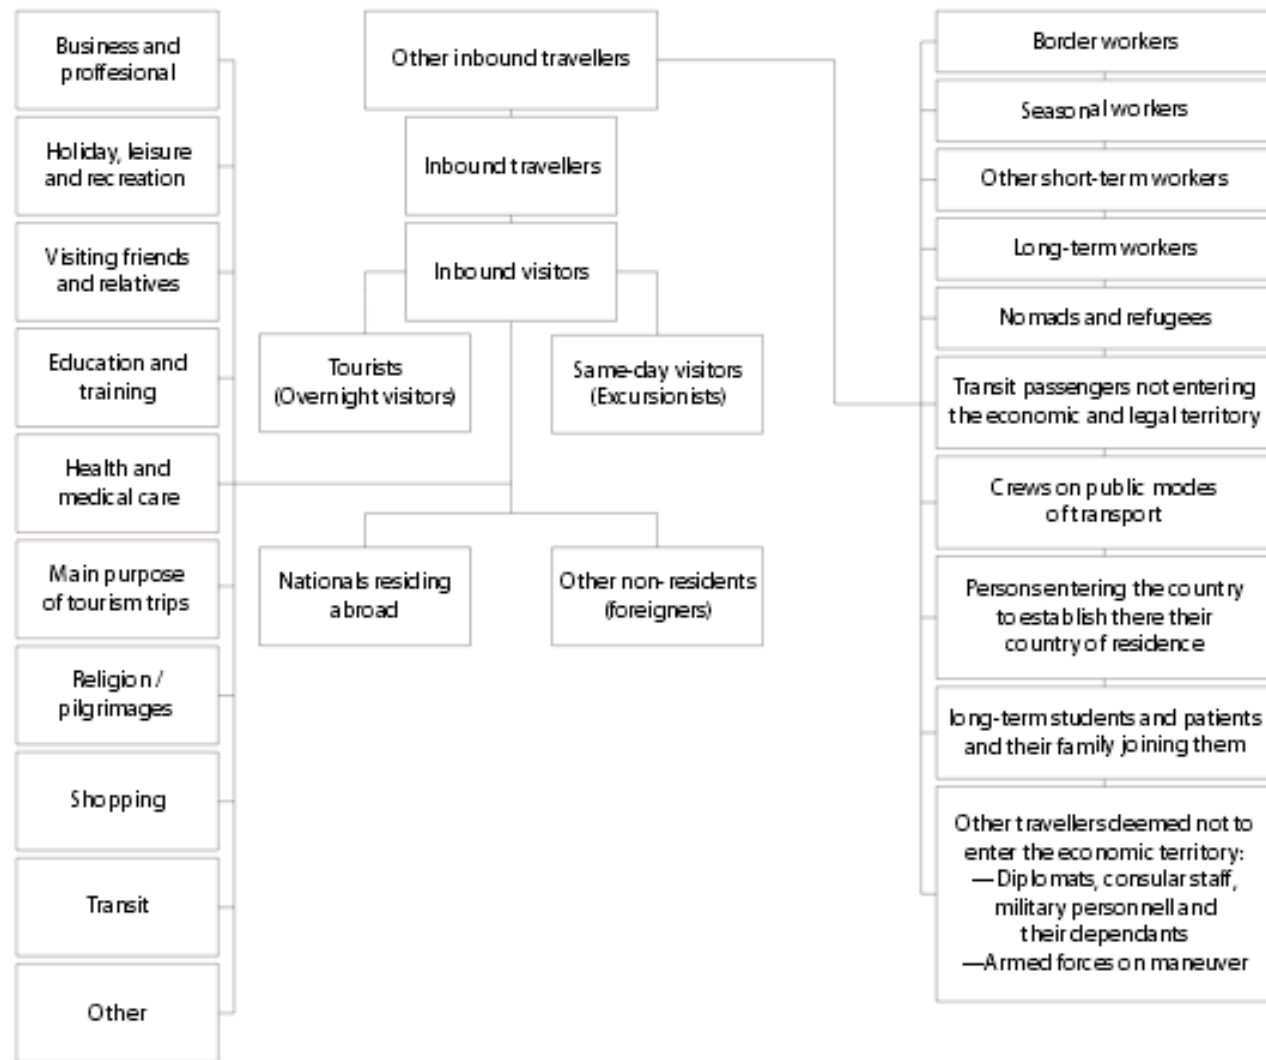 Business and
proffesional
Holiday, leisure
and recreation
Visiting friends
and relatives
Education and
training
Health and
medical care
Main purpose
of tourism trips
Religion /
pilgrimages
Shopping
Transit
Other
Other inbound travellers
Inbound travellers
Inbound visitors
Tourists
(Overnight visitors)
Same-day visitors
(Excursionists)
Nationals residing
abroad
Other non-residents
(foreigners)
Border workers
Seasonal workers
Other short-term workers
Long-term workers
Nomads and refugees
Transit passengers not entering
the economic and legal territory
Crews on public modes
of transport
Persons entering the country
to establish there their
country of residence
long-term students and patients
and their family joining them
Other travellers deemed not to
enter the economic territory:
—Diplomats, consular staff,
military personnell and
their dependants
—Armed forces on maneuver